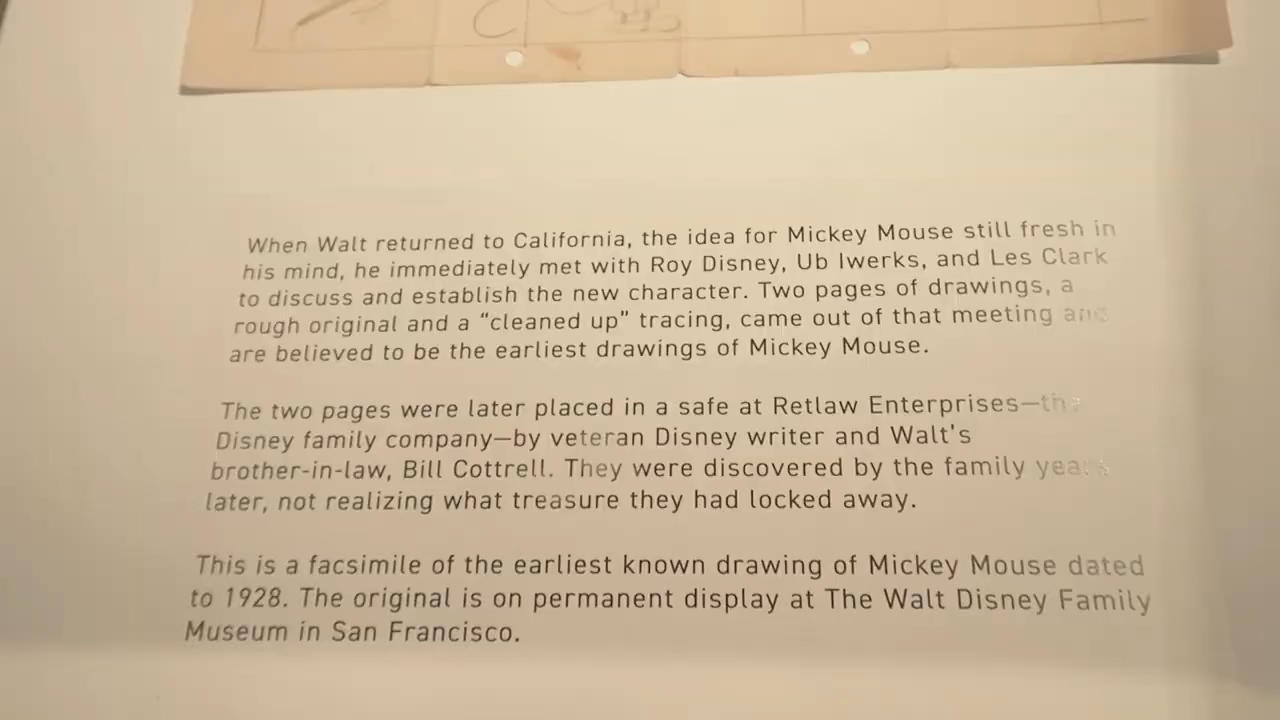 When Walt returned to California, the idea for Mickey Mouse still fresh in
his mind, he immediately met with Roy Disney, Ub Iwerks, and Les Clark
to discuss and establish the new character. Two pages of drawings, a
rough original and a “cleaned up” tracing, came out of that meeting and
are believed to be the earliest drawings of Mickey Mouse.
The two pages were later placed in a safe at Retlaw Enterprises—the
Disney family company—by veteran Disney writer and Walt's
brother-in-law, Bill Cottrell. They were discovered by the family years
later, not realizing what treasure they had locked away.
This is a facsimile of the earliest known drawing of Mickey Mouse dated
to 1928. The original is on permanent display at The Walt Disney Family
Museum in San Francisco.